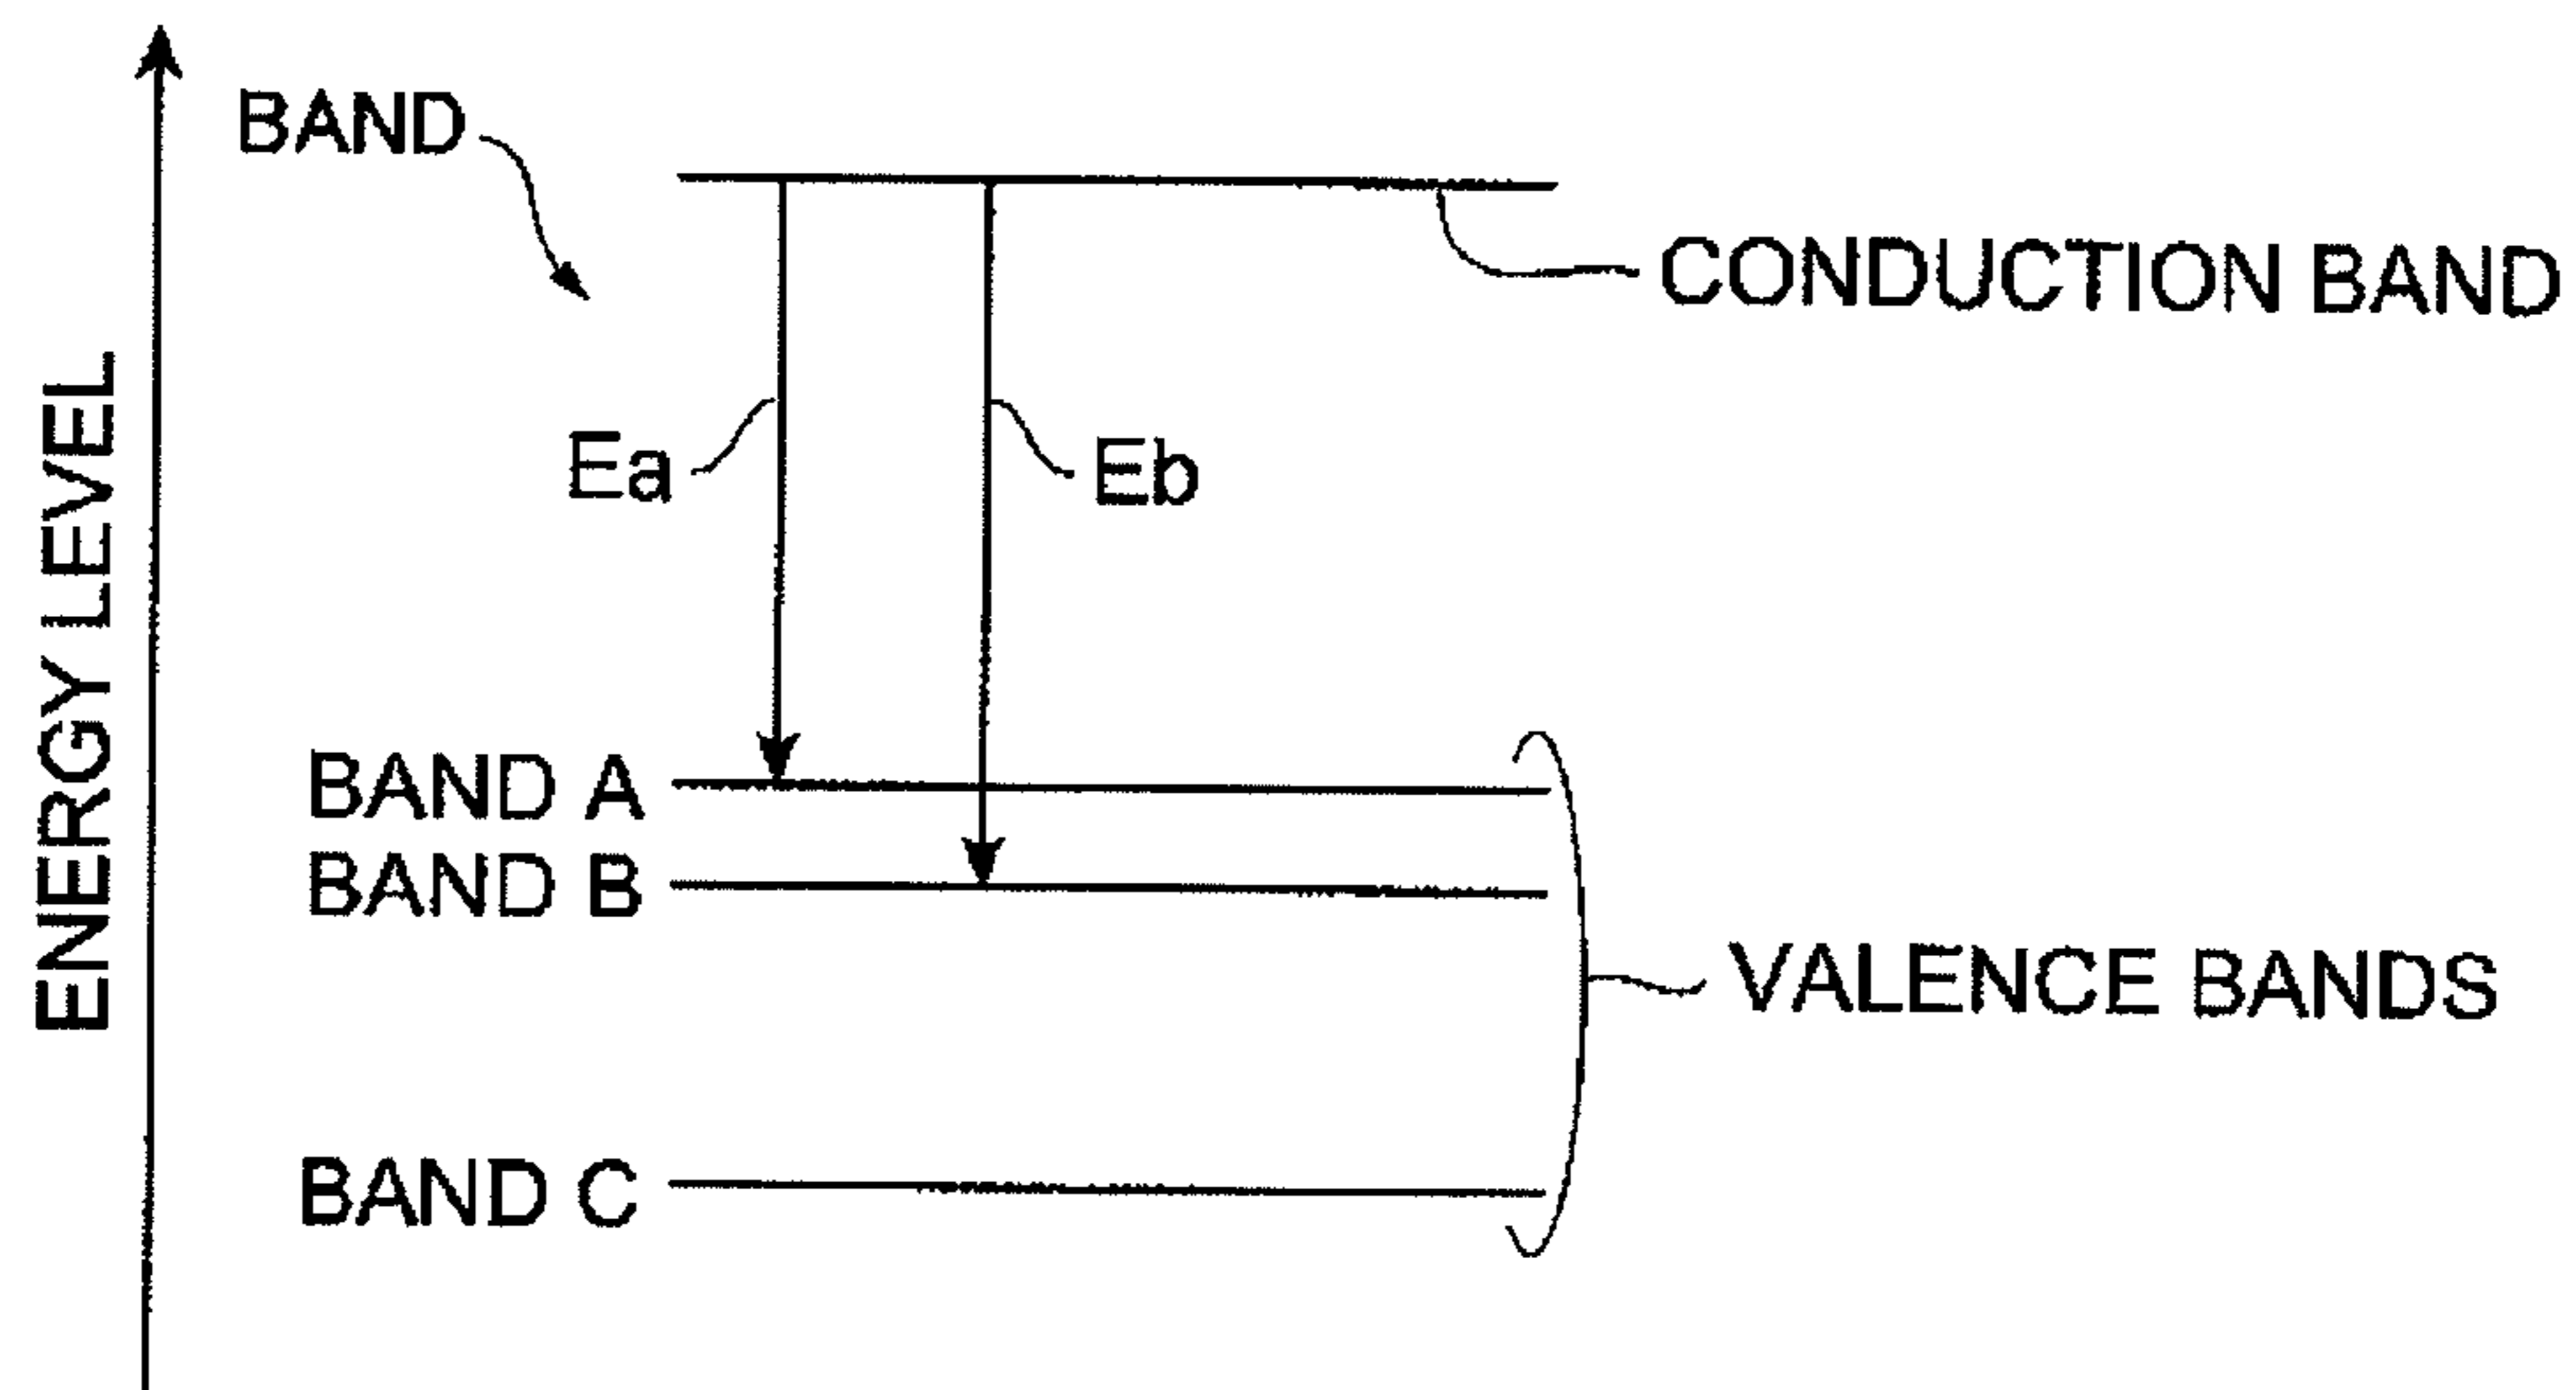 BAND
CONDUCTION BAND
Ea
Eb
ENERGY LEVEL
BAND A
BAND B
VALENCE BANDS
BAND C